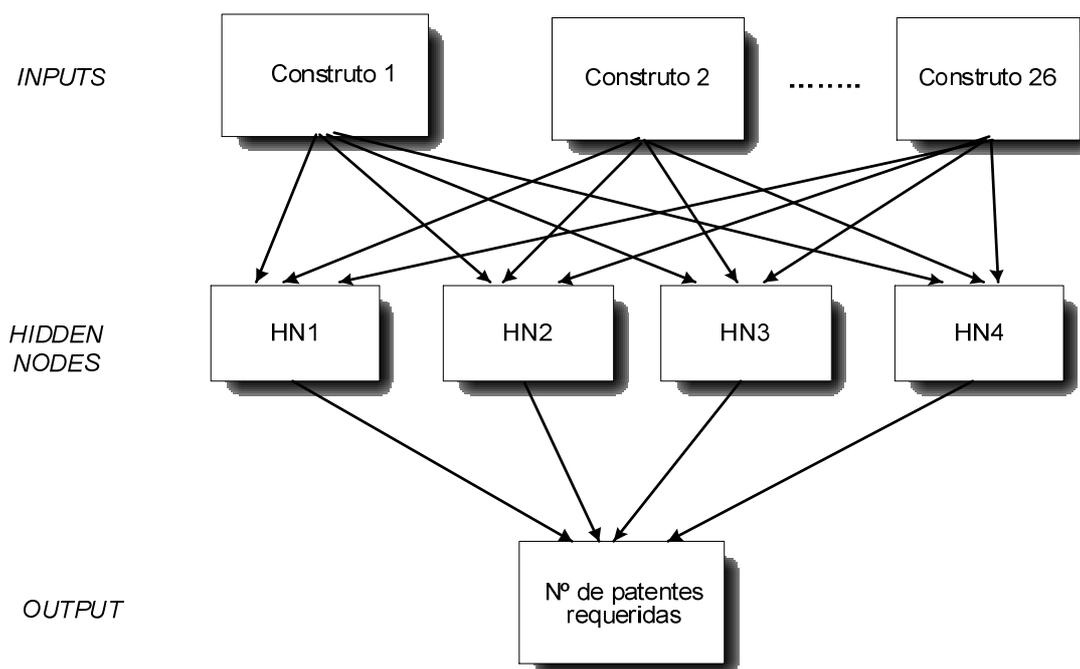 INPUTS
Construto 1
Construto 2
........
Construto 26
HIDDEN
NODES
HN1
HN2
HN3
HN4
OUTPUT
Nº de patentes
requeridas